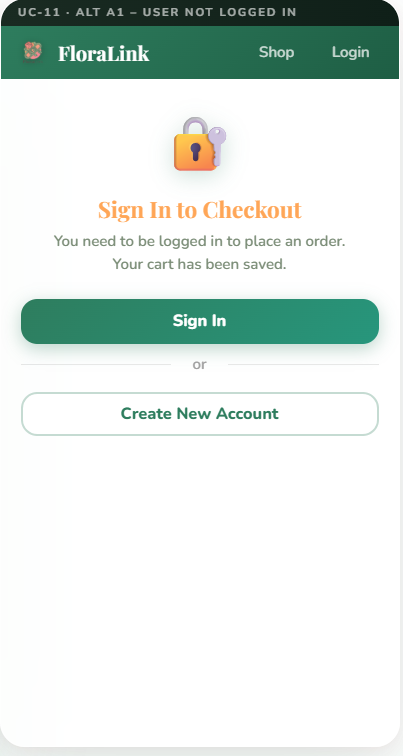 UC-11 · ALT A1 – USER NOT LOGGED IN
FloraLink Shop Login
Sign In to Checkout
You need to be logged in to place an order.
Your cart has been saved.
Sign In
or
Create New Account